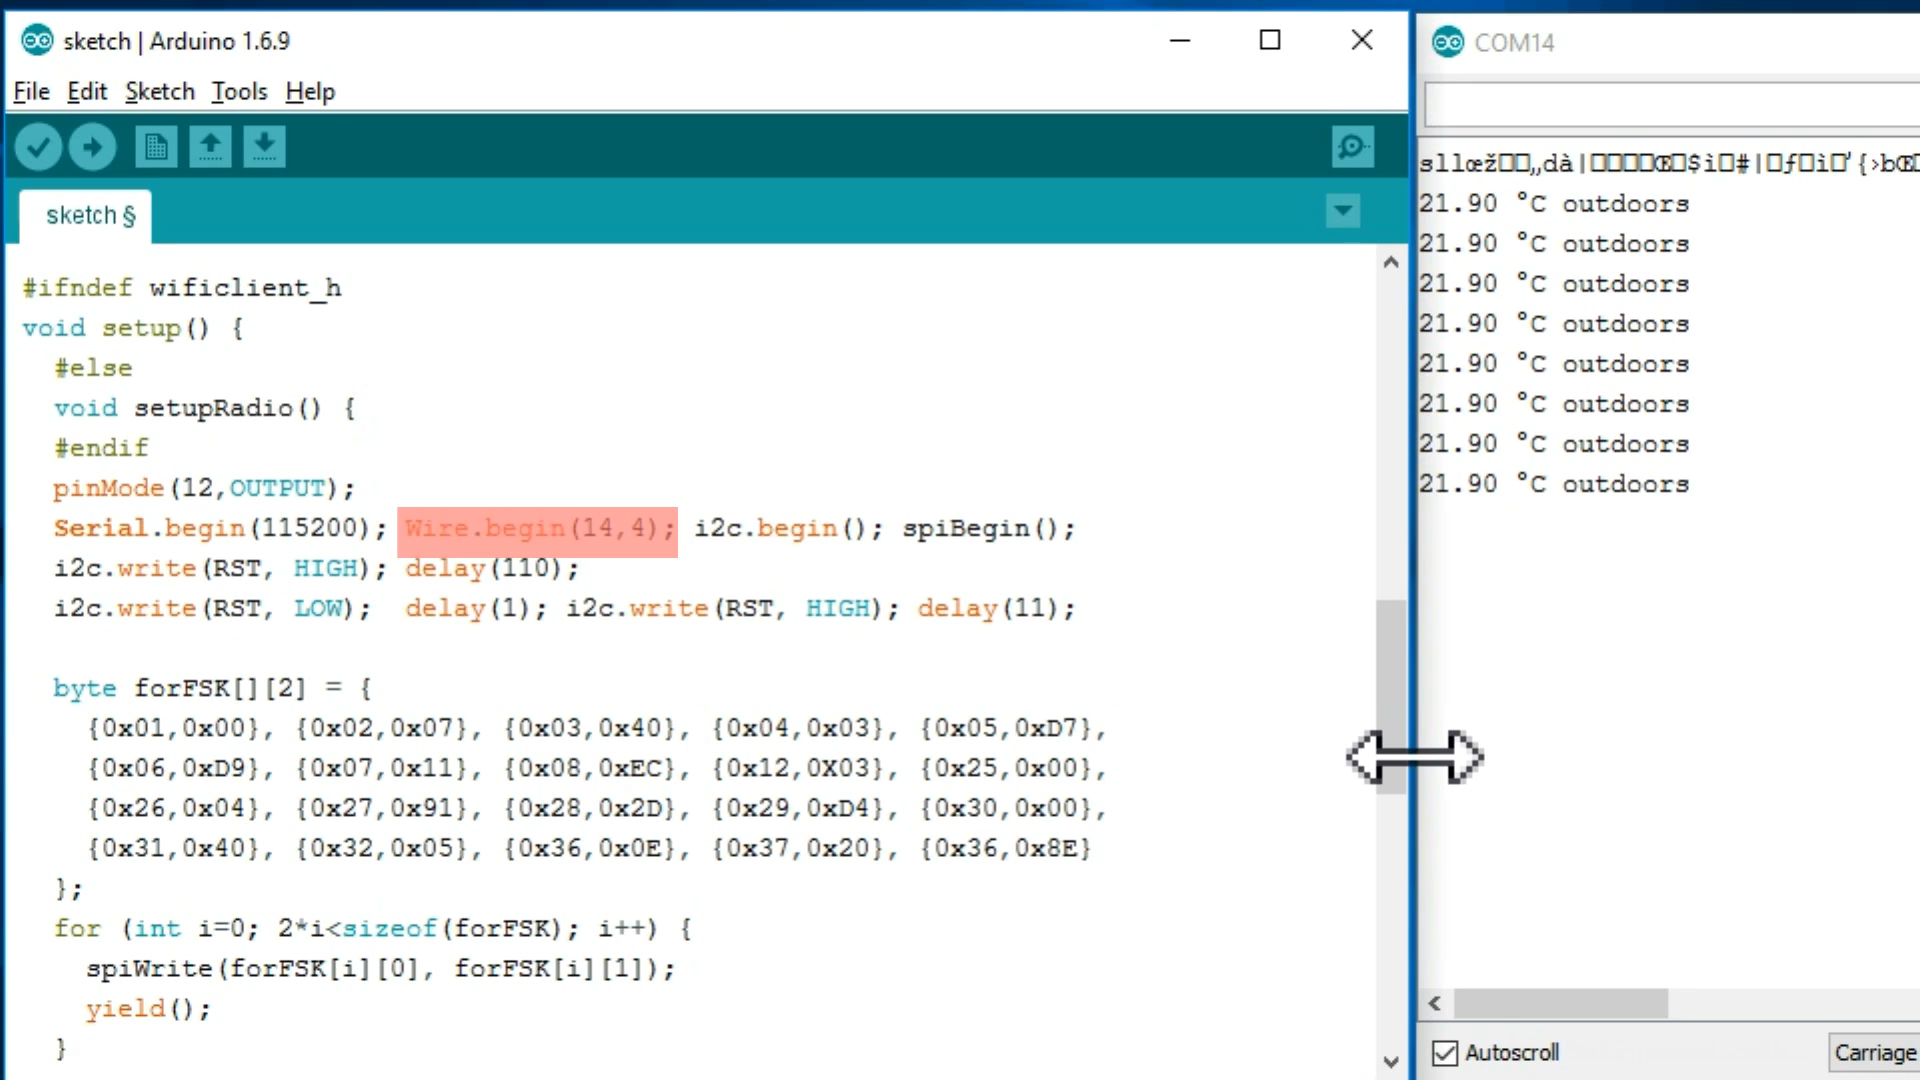 sketch | Arduino 1.6.9
File Edit Sketch Tools Help
sketch §
#ifndef wificlient_h
void setup() {
#else
void setupRadio() {
#endif
pinMode(12,OUTPUT);
Serial.begin(115200); Wire.begin(14,4); i2c.begin(); spiBegin();
i2c.write(RST, HIGH); delay(110);
i2c.write(RST, LOW);  delay(1); i2c.write(RST, HIGH); delay(11);
byte forFSK[][2] = {
{0x01,0x00}, {0x02,0x07}, {0x03,0x40}, {0x04,0x03}, {0x05,0xD7},
{0x06,0xD9}, {0x07,0x11}, {0x08,0xEC}, {0x12,0X03}, {0x25,0x00},
{0x26,0x04}, {0x27,0x91}, {0x28,0x2D}, {0x29,0xD4}, {0x30,0x00},
{0x31,0x40}, {0x32,0x05}, {0x36,0x0E}, {0x37,0x20}, {0x36,0x8E}
};
for (int i=0; 2*i<sizeof(forFSK); i++) {
spiWrite(forFSK[i][0], forFSK[i][1]);
yield();
}
COM14
21.90 °C outdoors
21.90 °C outdoors
21.90 °C outdoors
21.90 °C outdoors
21.90 °C outdoors
21.90 °C outdoors
21.90 °C outdoors
21.90 °C outdoors
Autoscroll
Carriage